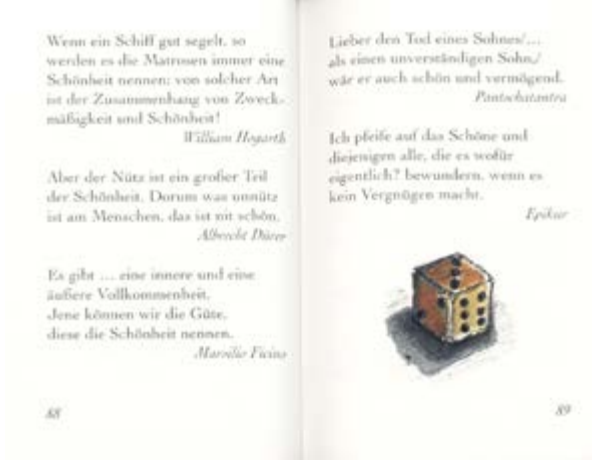 Wenn ein Schiff gut segelt, so
werden es die Matrosen immer eine
Schönheit nennen; von solcher Art
ist der Zusammenhang von Zweck-
mäßigkeit und Schönheit!
William Hogarth
Aber der Nütz ist ein großer Teil
der Schönheit. Dorum was unnütz
ist am Menschen, das ist nit schön.
Albrecht Dürer
Es gibt ... eine innere und eine
äußere Vollkommenheit.
Jene können wir die Güte,
diese die Schönheit nennen.
Marsilio Ficino
88
Lieber den Tod eines Sohnes/...
als einen unverständigen Sohn,/
wär er auch schön und vermögend.
Pantschatantra
Ich pfeife auf das Schöne und
diejenigen alle, die es wofür
eigentlich? bewundern, wenn es
kein Vergnügen macht.
Epikur
89